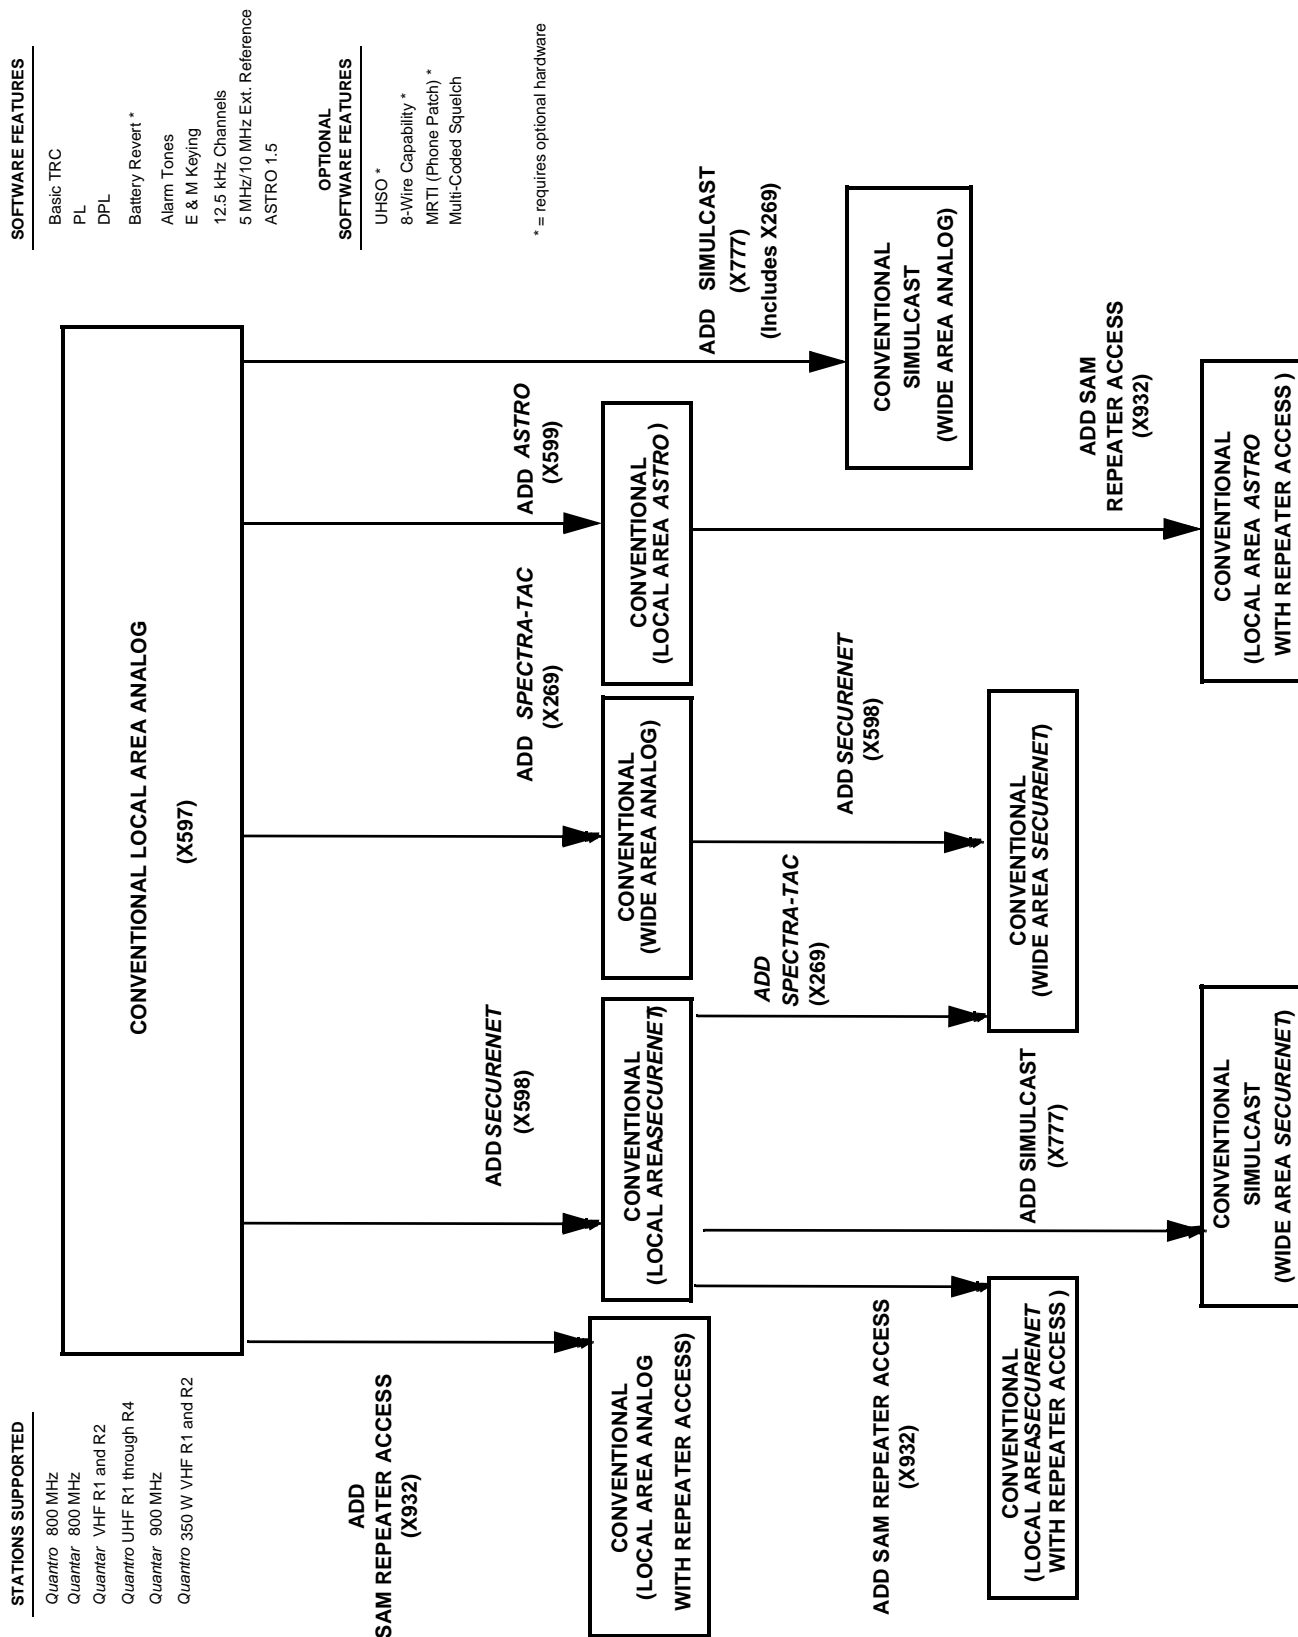 STATIONS SUPPORTED
Quantro 800 MHz
Quantar 800 MHz
Quantar VHF R1 and R2
Quantro UHF R1 through R4
Quantar 900 MHz
Quantro 350 W VHF R1 and R2
CONVENTIONAL LOCAL AREA ANALOG
(X597)
SOFTWARE FEATURES
Basic TRC
PL
DPL
Battery Revert *
Alarm Tones
E & M Keying
12.5 kHz Channels
5 MHz/10 MHz Ext. Reference
ASTRO 1.5
OPTIONAL
SOFTWARE FEATURES
UHSO *
8-Wire Capability *
MRTI (Phone Patch) *
Multi-Coded Squelch
* = requires optional hardware
ADD
SAM REPEATER ACCESS
(X932)
ADD SECURENET
(X598)
ADD SPECTRA-TAC
(X269)
ADD ASTRO
(X599)
ADD SIMULCAST
(X777)
(Includes X269)
CONVENTIONAL
(LOCAL AREA ANALOG
WITH REPEATER ACCESS)
CONVENTIONAL
(LOCAL AREASECURENET)
CONVENTIONAL
(WIDE AREA ANALOG)
CONVENTIONAL
(LOCAL AREA ASTRO )
CONVENTIONAL
SIMULCAST
(WIDE AREA ANALOG)
ADD SAM REPEATER ACCESS
(X932)
ADD SIMULCAST
(X777)
ADD
SPECTRA-TAC
(X269)
ADD SECURENET
(X598)
ADD SAM
REPEATER ACCESS
(X932)
CONVENTIONAL
(LOCAL AREASECURENET
WITH REPEATER ACCESS )
CONVENTIONAL
(WIDE AREA SECURENET)
CONVENTIONAL
SIMULCAST
(WIDE AREA SECURENET)
CONVENTIONAL
(LOCAL AREA ASTRO
WITH REPEATER ACCESS )